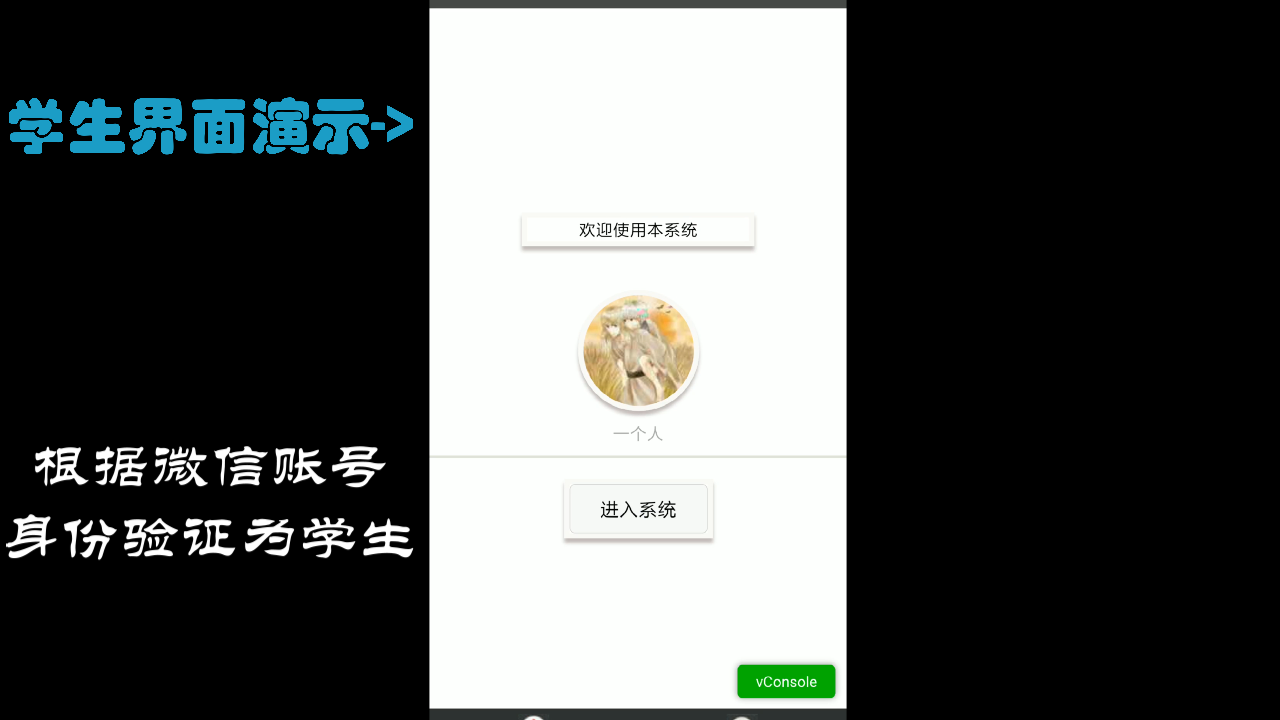 学生界面演示->
根据微信账号
身份验证为学生
欢迎使用本系统
一个人
进入系统
vConsole